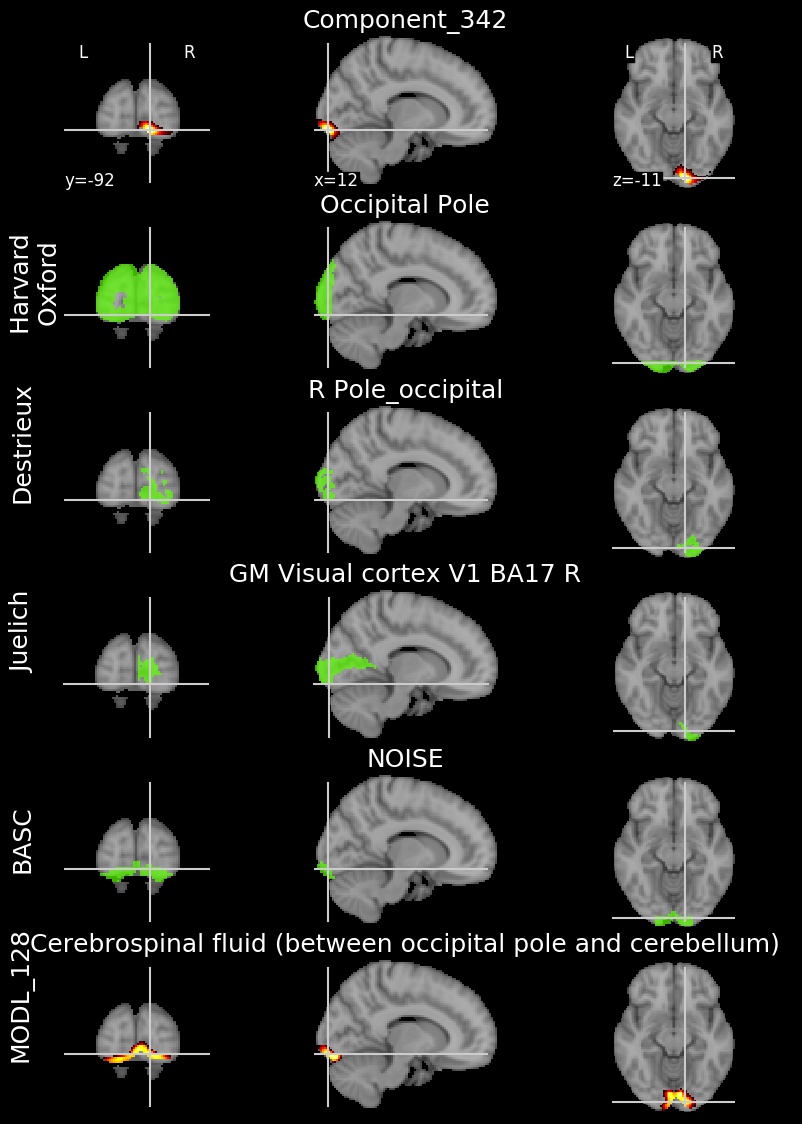 Component_342
L R L R
y=-92 x=12 z=-11
Occipital Pole
Harvard
Oxford
R Pole_occipital
Destrieux
GM Visual cortex V1 BA17 R
Juelich
NOISE
BASC
Cerebrospinal fluid (between occipital pole and cerebellum)
MODL_128